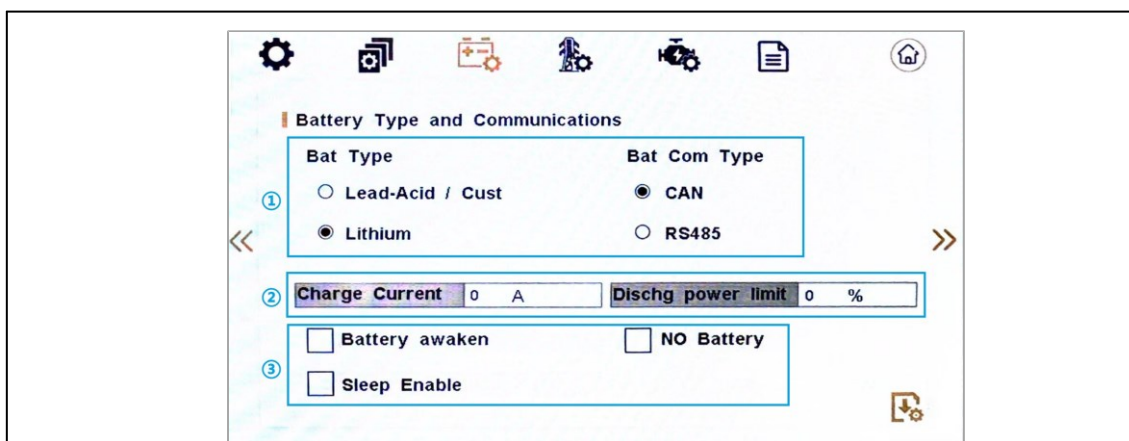 Battery Type and Communications
Bat Type Bat Com Type
① Lead-Acid / Cust CAN
Lithium RS485
② Charge Current 0 A Dischg power limit 0 %
③ Battery awaken NO Battery
Sleep Enable